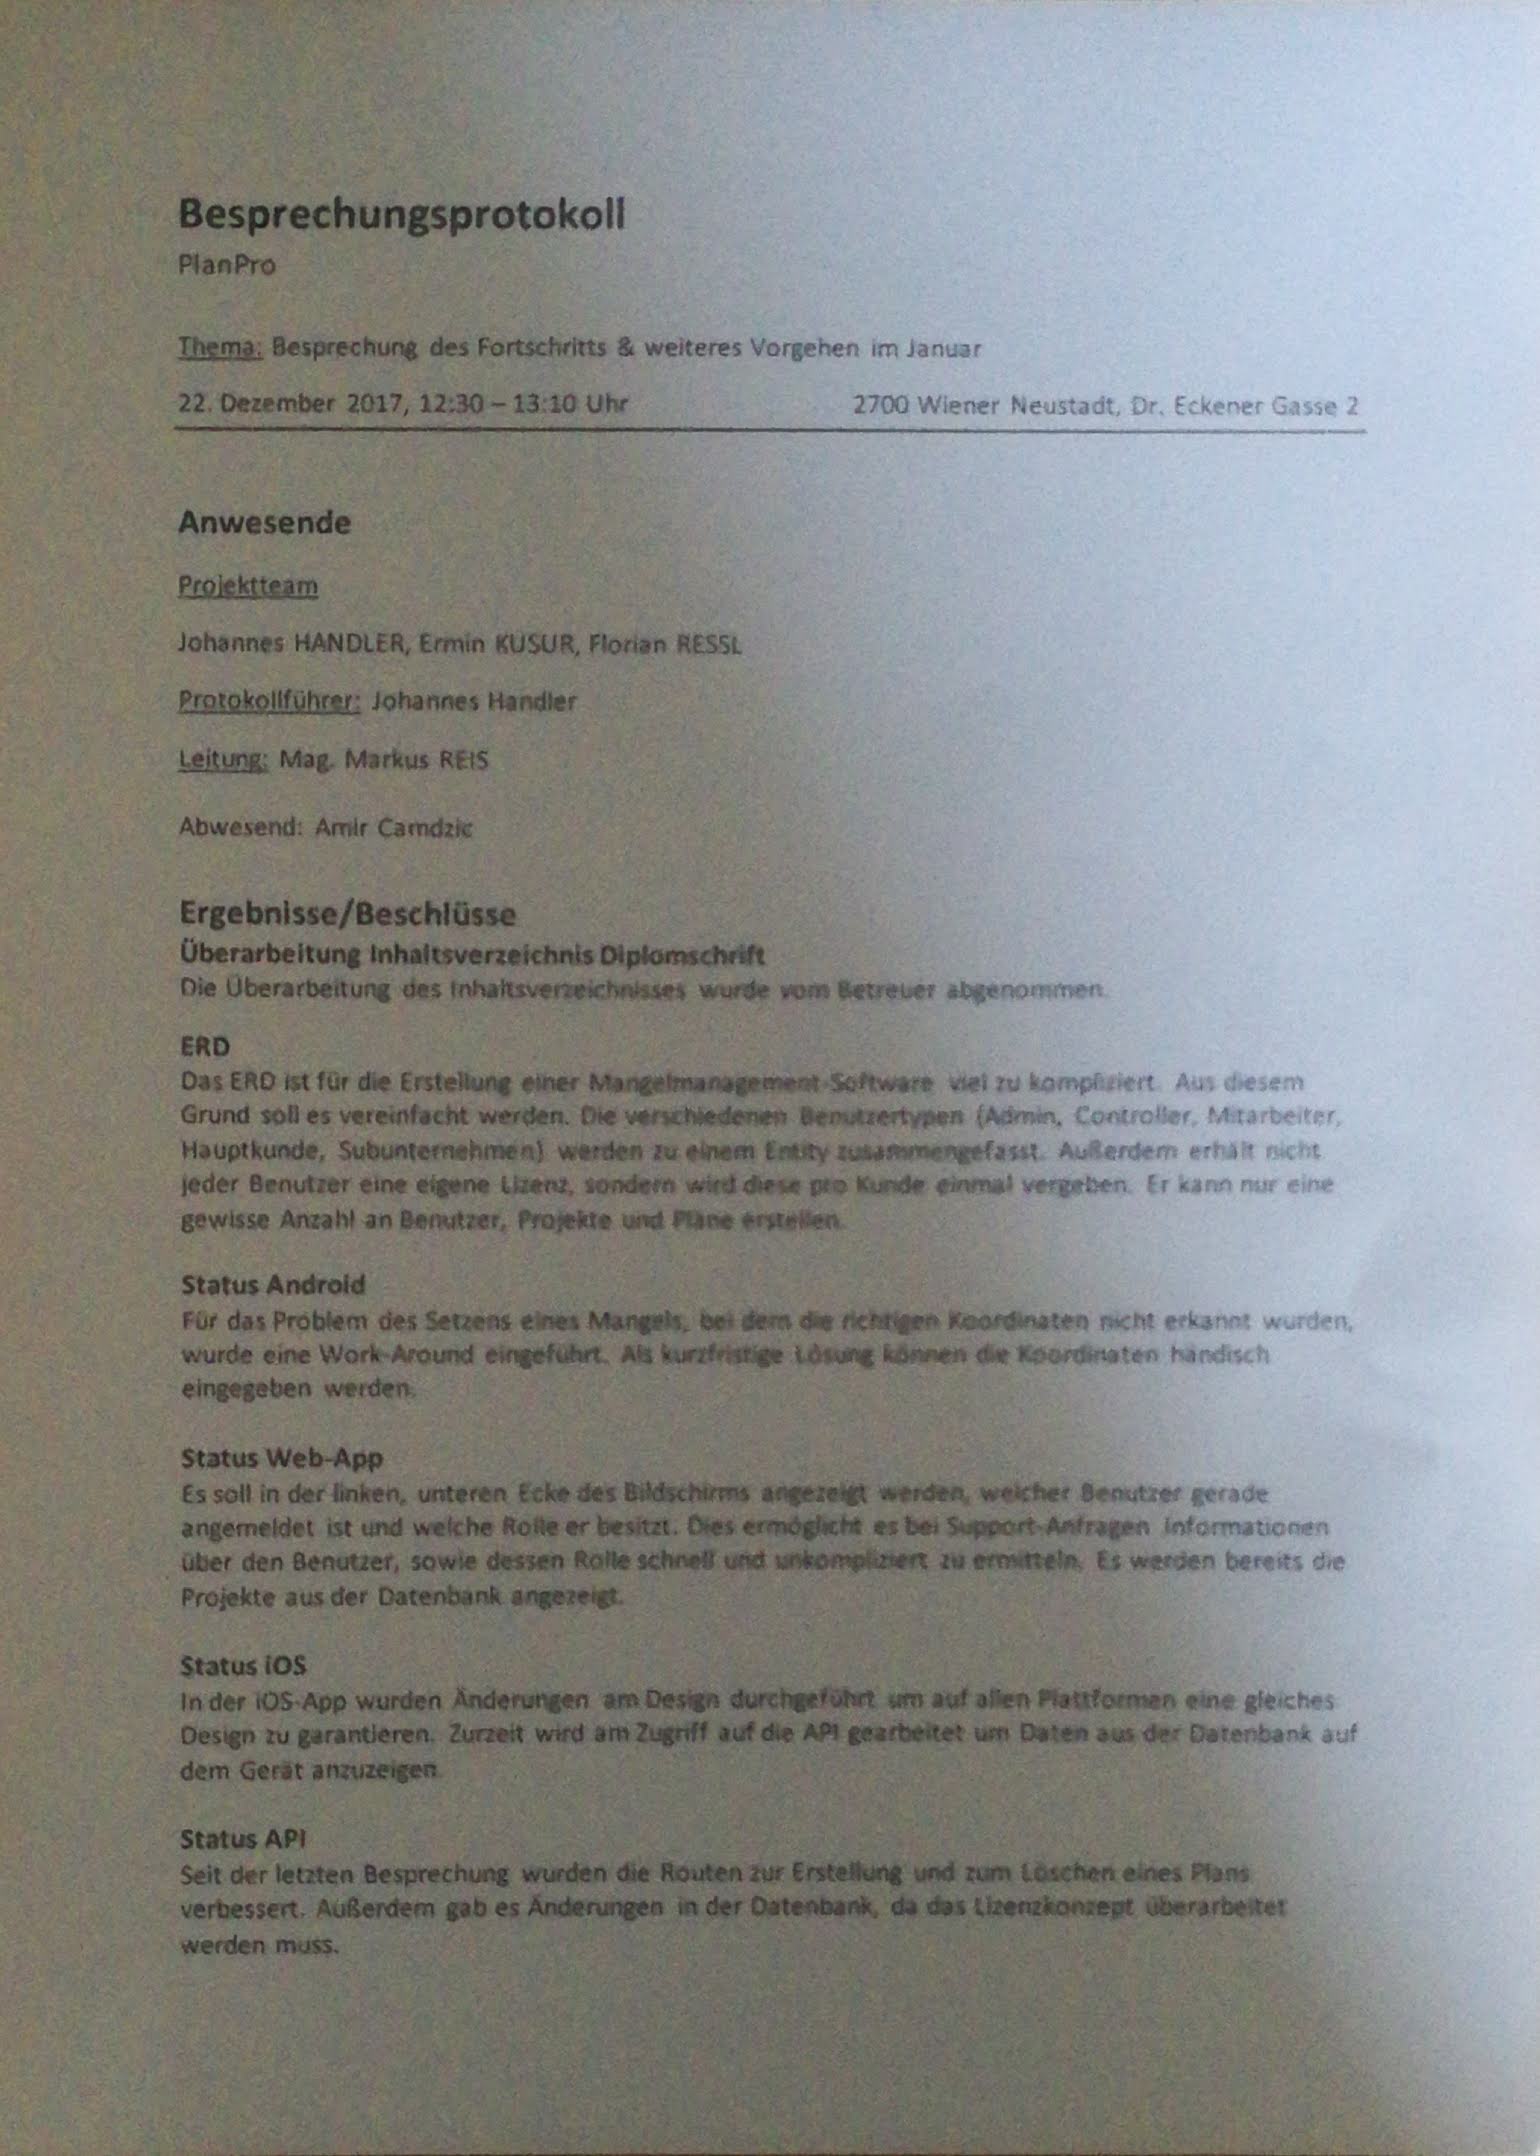 Besprechungsprotokoll
PlanPro
Thema: Besprechung des Fortschritts & weiteres Vorgehen im Januar
22. Dezember 2017, 12:30 – 13:10 Uhr 2700 Wiener Neustadt, Dr. Eckener Gasse 2
Anwesende
Projektteam
Johannes HANDLER, Ermin KUSUR, Florian RESSL
Protokollführer: Johannes Handler
Leitung: Mag. Markus REIS
Abwesend: Amir Camdzic
Ergebnisse/Beschlüsse
Überarbeitung Inhaltsverzeichnis Diplomschrift
Die Überarbeitung des Inhaltsverzeichnisses wurde vom Betreuer abgenommen.
ERD
Das ERD ist für die Erstellung einer Mangelmanagement-Software viel zu kompliziert. Aus diesem
Grund soll es vereinfacht werden. Die verschiedenen Benutzertypen (Admin, Controller, Mitarbeiter,
Hauptkunde, Subunternehmen) werden zu einem Entity zusammengefasst. Außerdem erhält nicht
jeder Benutzer eine eigene Lizenz, sondern wird diese pro Kunde einmal vergeben. Er kann nur eine
gewisse Anzahl an Benutzer, Projekte und Pläne erstellen.
Status Android
Für das Problem des Setzens eines Mangels, bei dem die richtigen Koordinaten nicht erkannt wurden,
wurde eine Work-Around eingeführt. Als kurzfristige Lösung können die Koordinaten händisch
eingegeben werden.
Status Web-App
Es soll in der linken, unteren Ecke des Bildschirms angezeigt werden, welcher Benutzer gerade
angemeldet ist und welche Rolle er besitzt. Dies ermöglicht es bei Support-Anfragen Informationen
über den Benutzer, sowie dessen Rolle schnell und unkompliziert zu ermitteln. Es werden bereits die
Projekte aus der Datenbank angezeigt.
Status iOS
In der iOS-App wurden Änderungen am Design durchgeführt um auf allen Plattformen eine gleiches
Design zu garantieren. Zurzeit wird am Zugriff auf die API gearbeitet um Daten aus der Datenbank auf
dem Gerät anzuzeigen.
Status API
Seit der letzten Besprechung wurden die Routen zur Erstellung und zum Löschen eines Plans
verbessert. Außerdem gab es Änderungen in der Datenbank, da das Lizenzkonzept überarbeitet
werden muss.